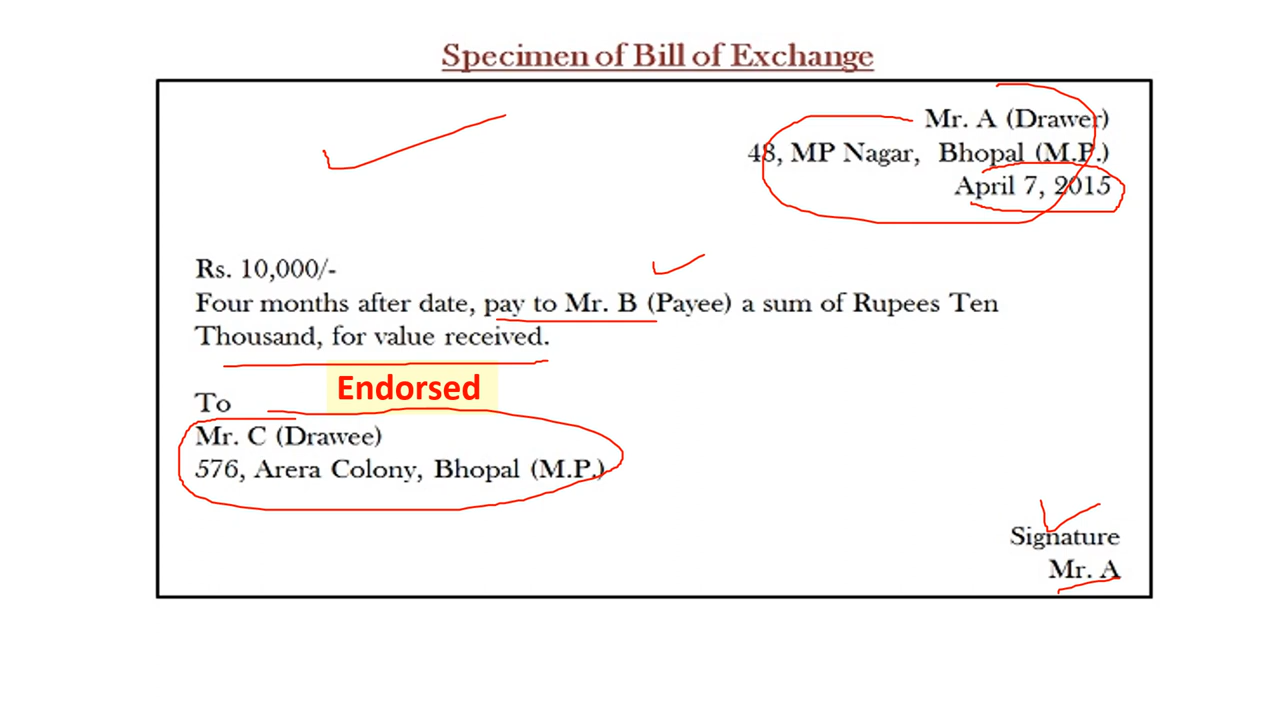 Specimen of Bill of Exchange
Mr. A (Drawer)
48, MP Nagar, Bhopal (M.P.)
April 7, 2015
Rs. 10,000/-
Four months after date, pay to Mr. B (Payee) a sum of Rupees Ten
Thousand, for value received.
Endorsed
To
Mr. C (Drawee)
576, Arera Colony, Bhopal (M.P.)
Signature
Mr. A